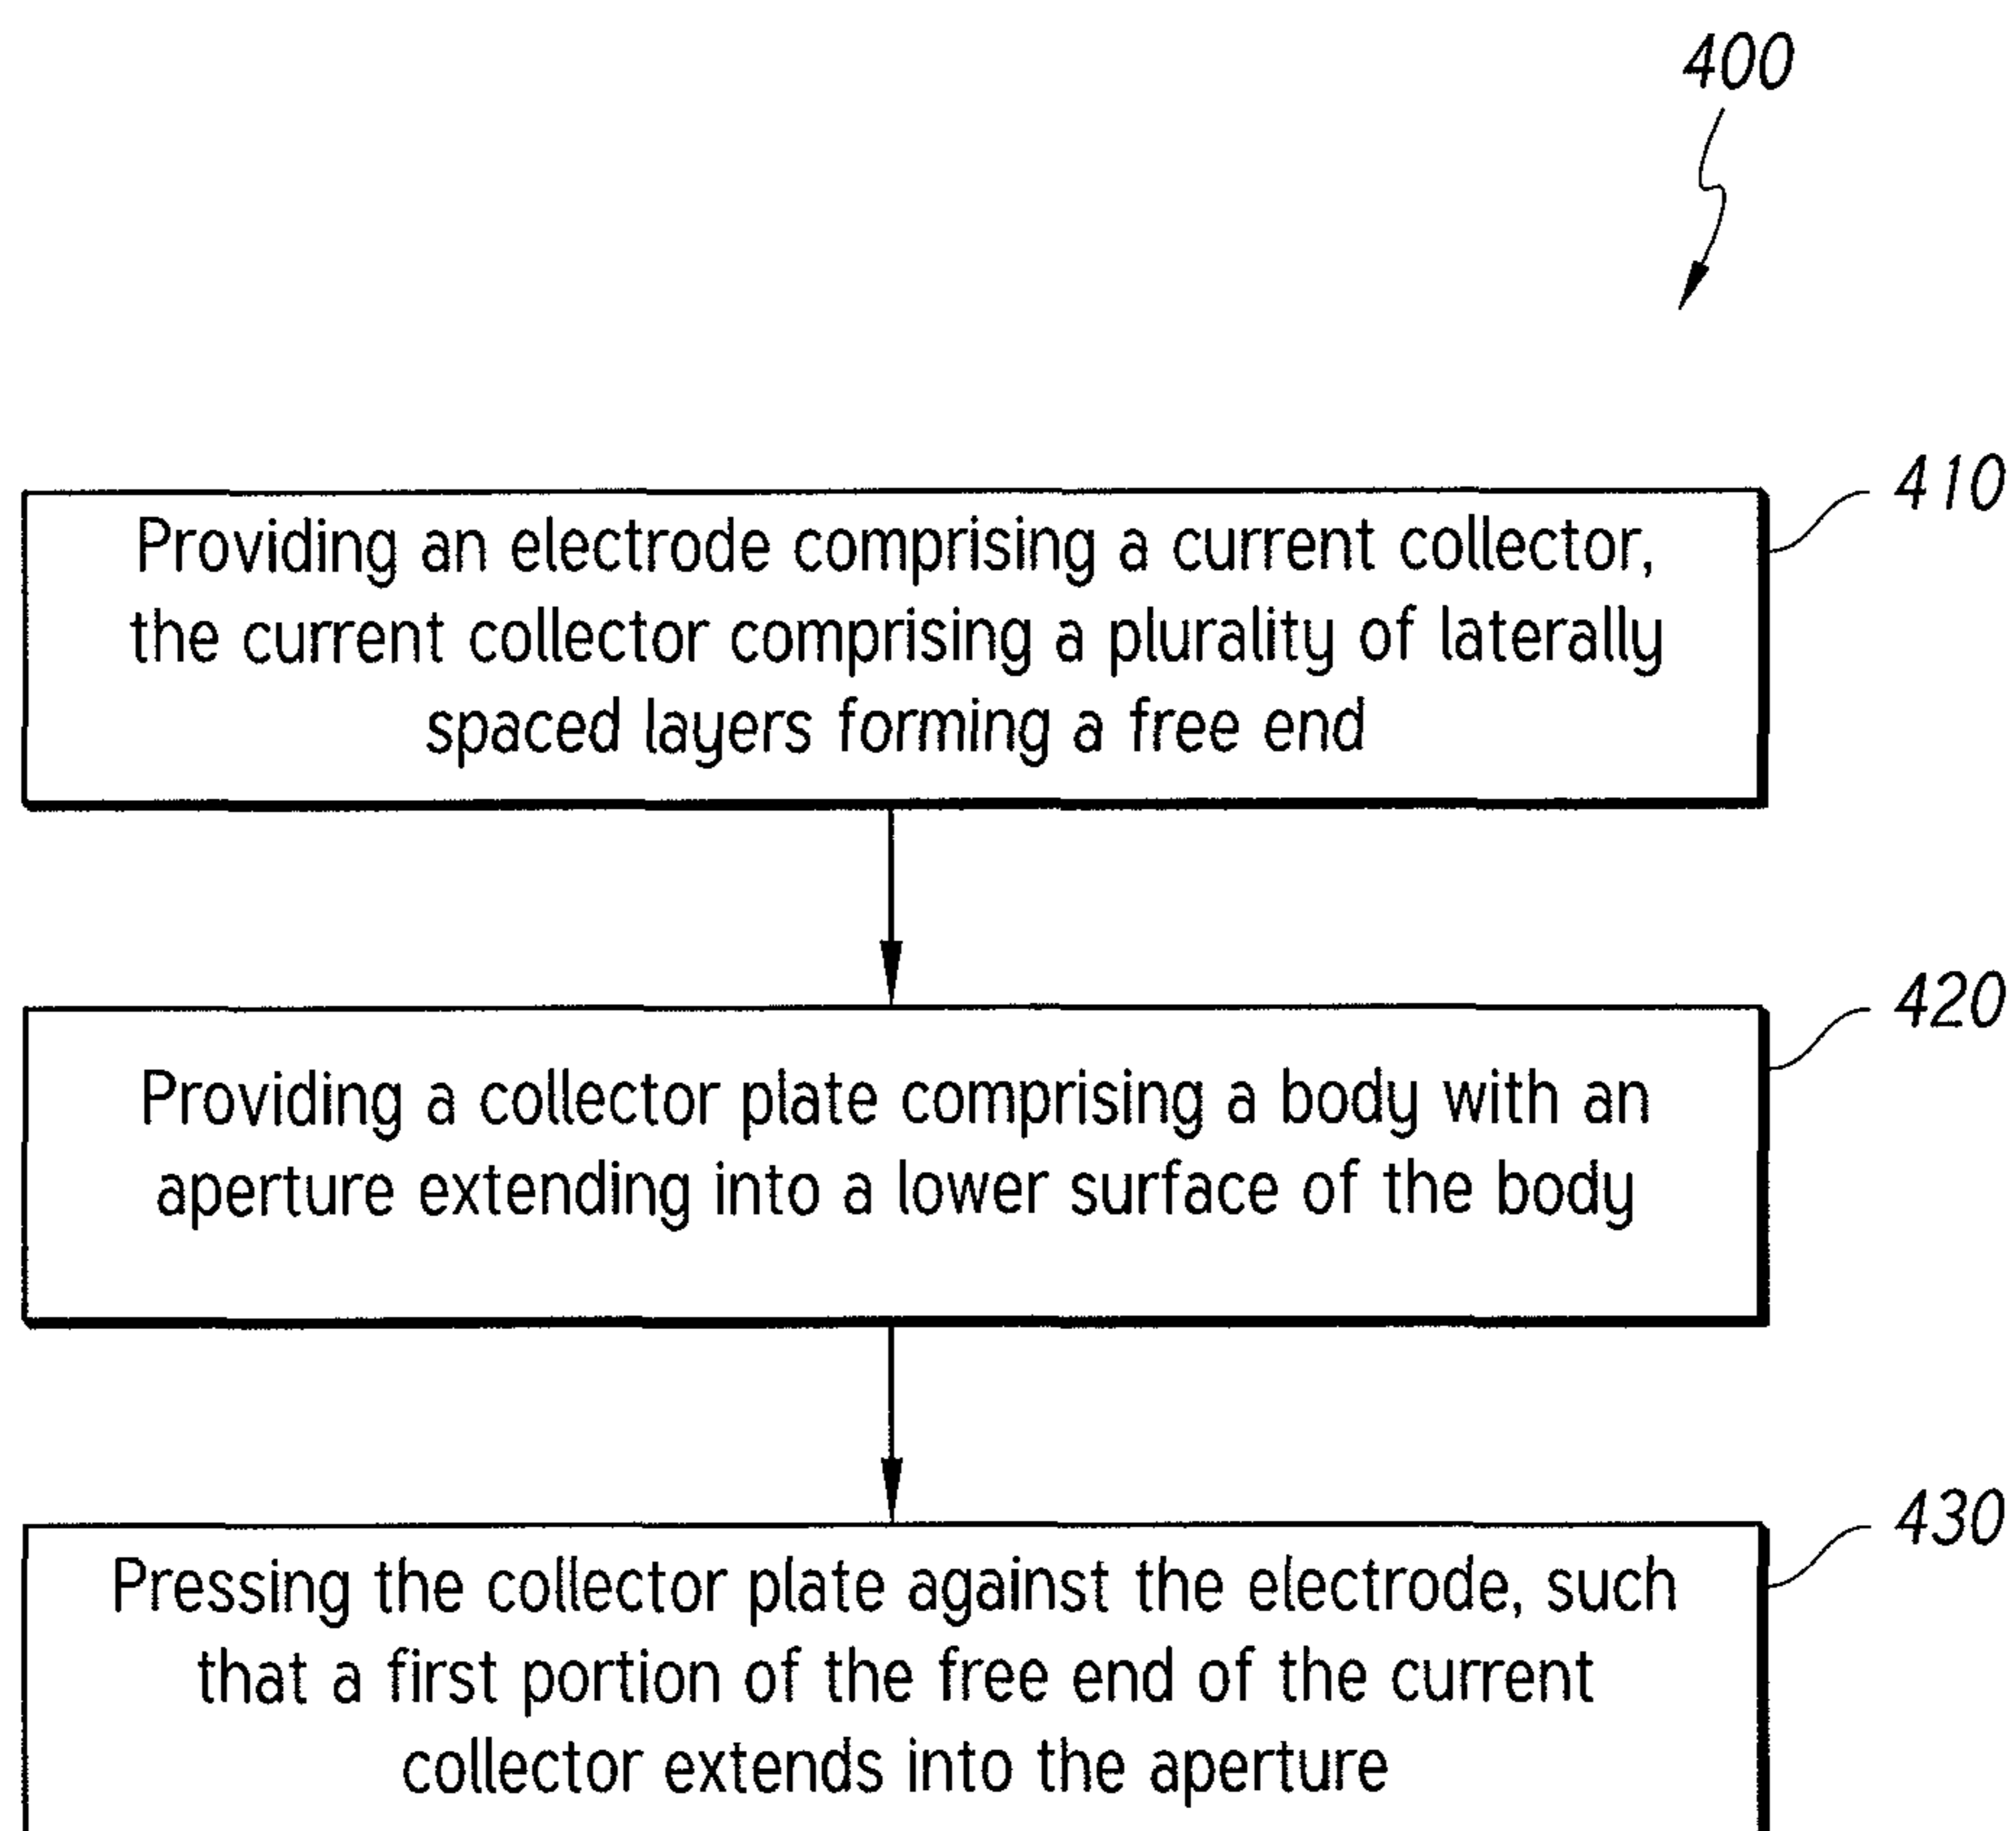 400
410
Providing an electrode comprising a current collector,
the current collector comprising a plurality of laterally
spaced layers forming a free end
420
Providing a collector plate comprising a body with an
aperture extending into a lower surface of the body
430
Pressing the collector plate against the electrode, such
that a first portion of the free end of the current
collector extends into the aperture